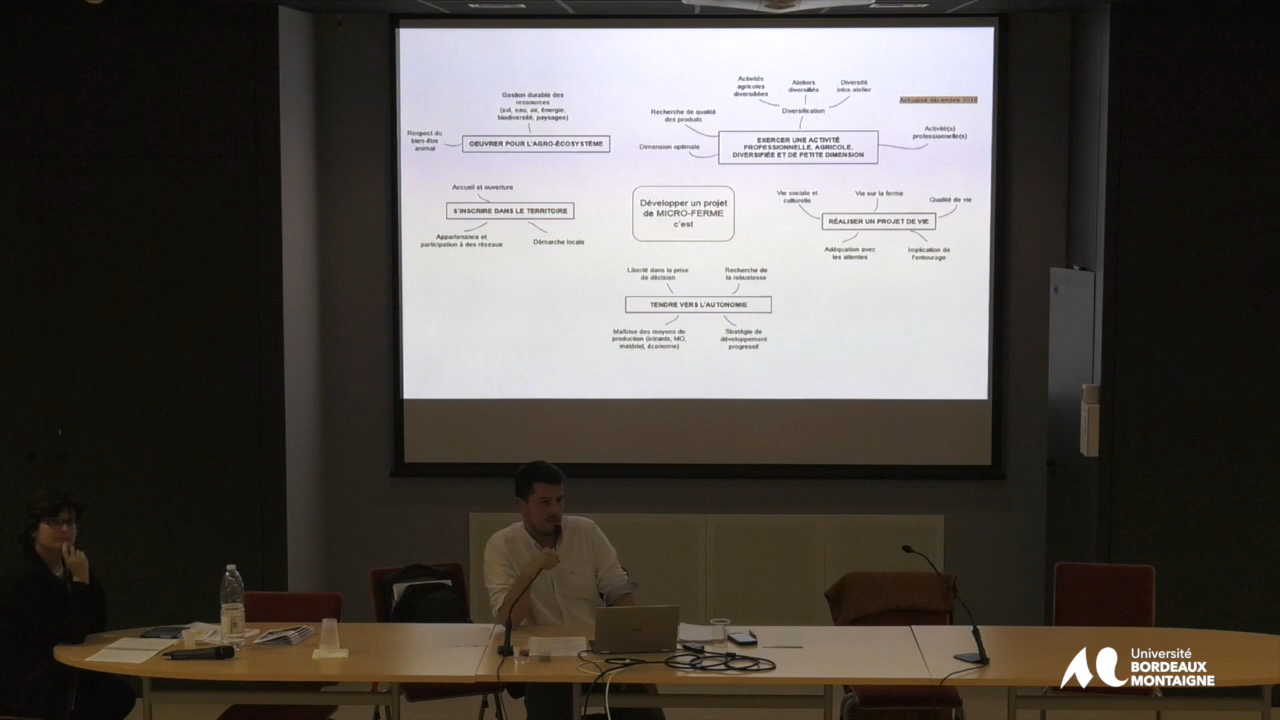 Gestion durable des
ressources
(sol, eau, air, énergie,
biodiversité, paysages)
Respect du
bien-être
animal
OEUVRER POUR L'AGRO-ÉCOSYSTÈME
Activités
agricoles
diversifiées
Ateliers
diversifiés
Diversité
intra-atelier
Diversification
Actualisé décembre 2018
Recherche de qualité
des produits
Dimension optimale
EXERCER UNE ACTIVITÉ
PROFESSIONNELLE, AGRICOLE,
DIVERSIFIÉE ET DE PETITE DIMENSION
Activité(s)
professionnelle(s)
Accueil et ouverture
S'INSCRIRE DANS LE TERRITOIRE
Appartenance et
participation à des réseaux
Démarche locale
Développer un projet
de MICRO-FERME
c'est
Vie sociale et
culturelle
Vie sur la ferme
Qualité de vie
RÉALISER UN PROJET DE VIE
Adéquation avec
les attentes
Implication de
l'entourage
Liberté dans la prise
de décision
Recherche de
la robustesse
TENDRE VERS L'AUTONOMIE
Maîtrise des moyens de
production (intrants, MO,
matériel, économie)
Stratégie de
développement
progressif
Université
BORDEAUX
MONTAIGNE